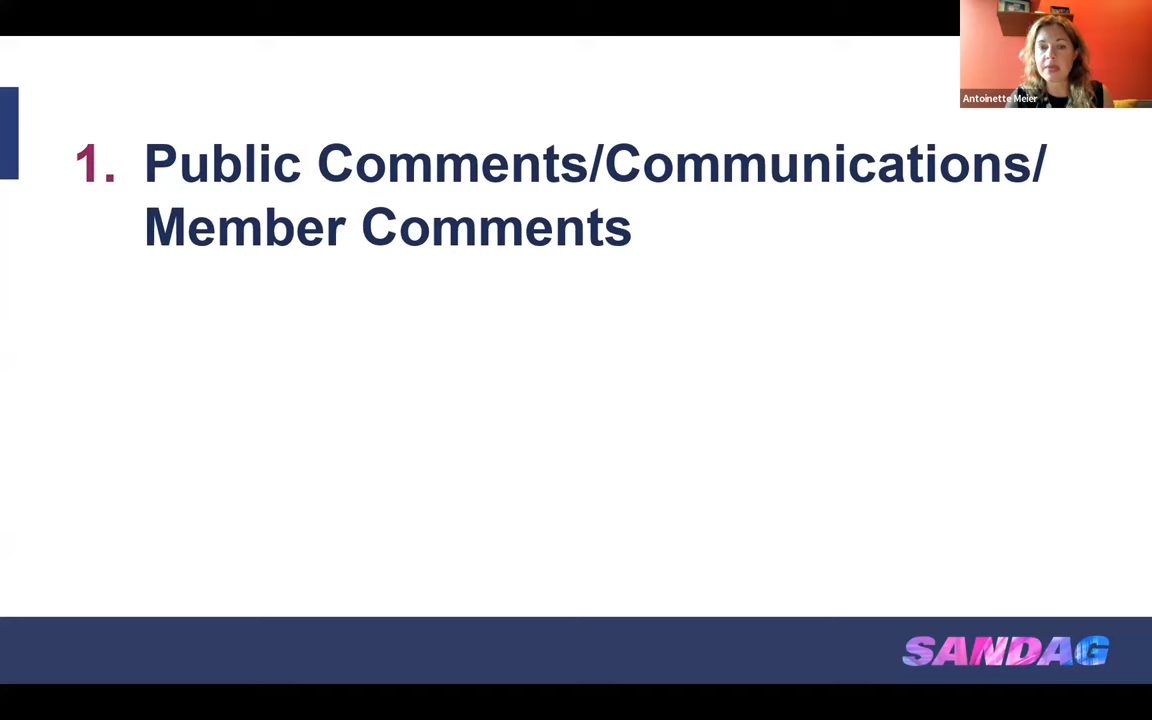 Antoinette Meier
1. Public Comments/Communications/
Member Comments
SANDAG